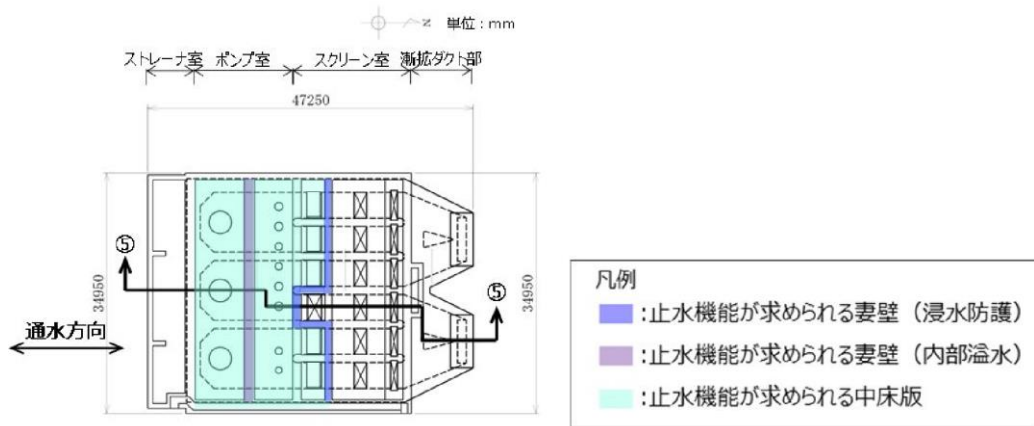 N 単位：mm
ストレーナ室 ポンプ室 スクリーン室 漸拡ダクト部
47250
34950
⑤
通水方向
⑤
34950
凡例
:止水機能が求められる妻壁（浸水防護）
:止水機能が求められる妻壁（内部溢水）
:止水機能が求められる中床版